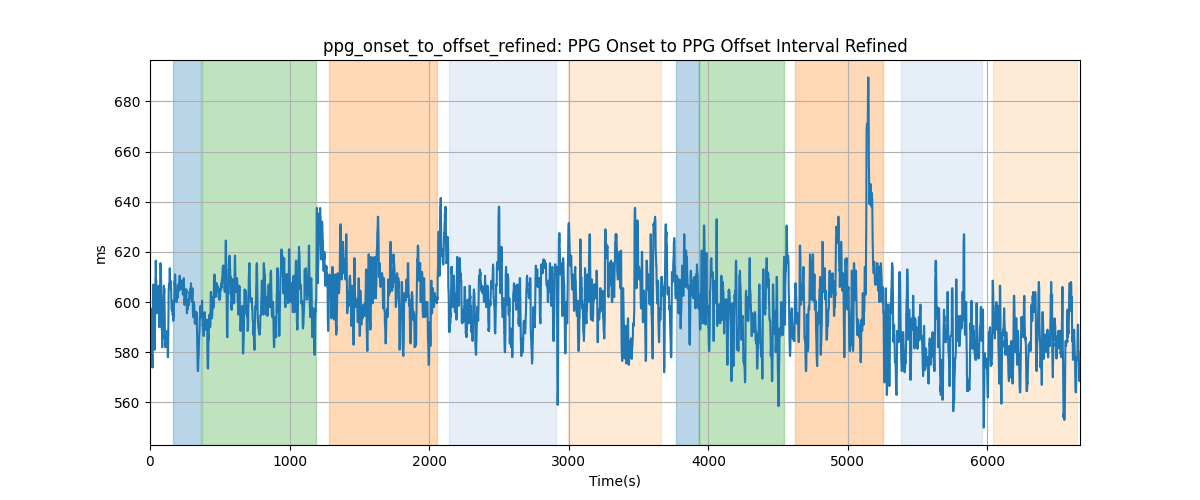 ppg_onset_to_offset_refined: PPG Onset to PPG Offset Interval Refined
680
660
640
620
600
580
560
ms
0 1000 2000 3000 4000 5000 6000
Time(s)